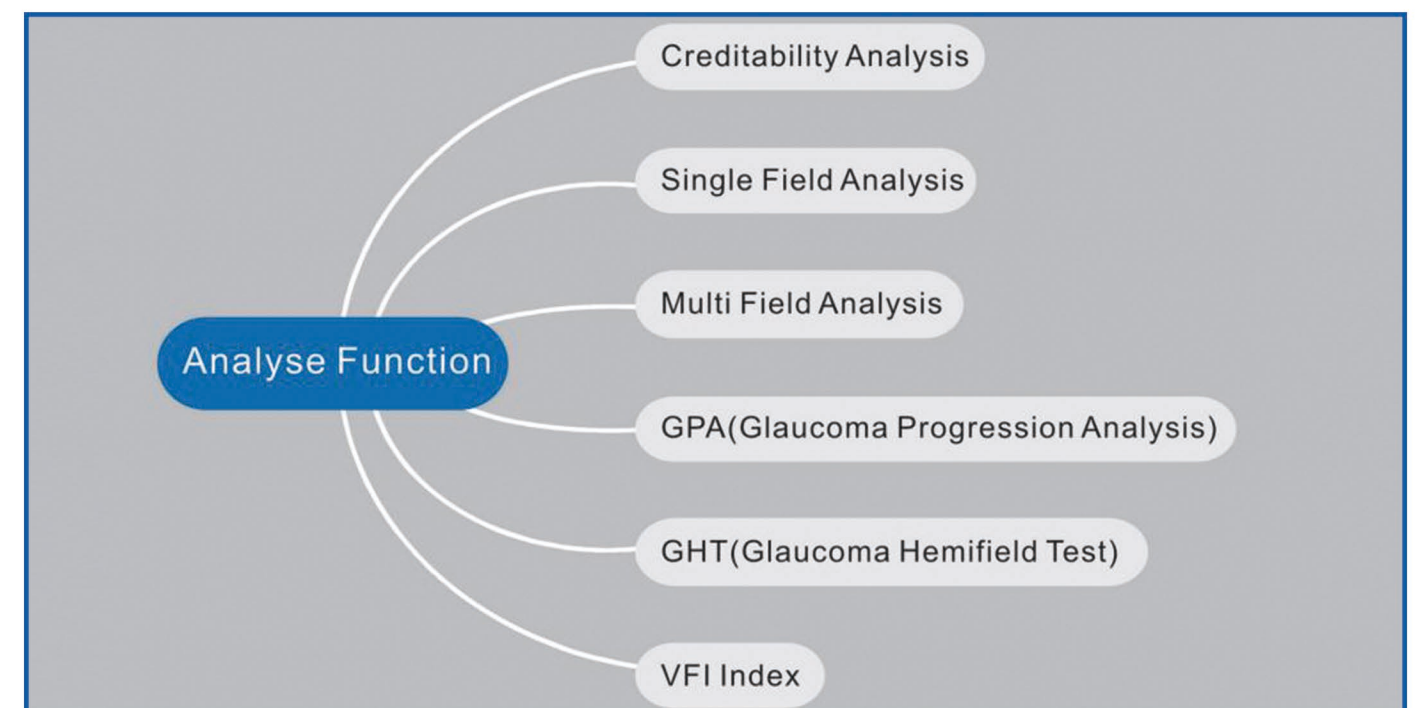 Creditability Analysis
Single Field Analysis
Multi Field Analysis
Analyse Function
GPA(Glaucoma Progression Analysis)
GHT(Glaucoma Hemifield Test)
VFI Index